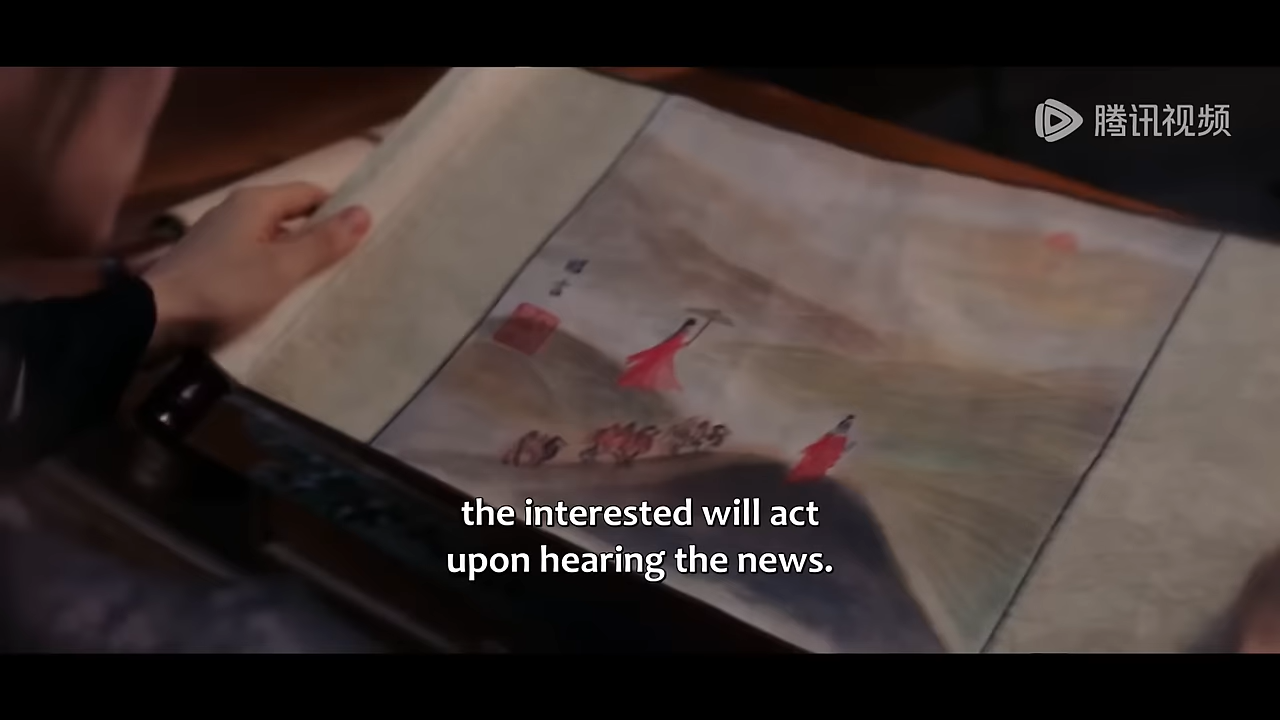 腾讯视频
the interested will act
upon hearing the news.